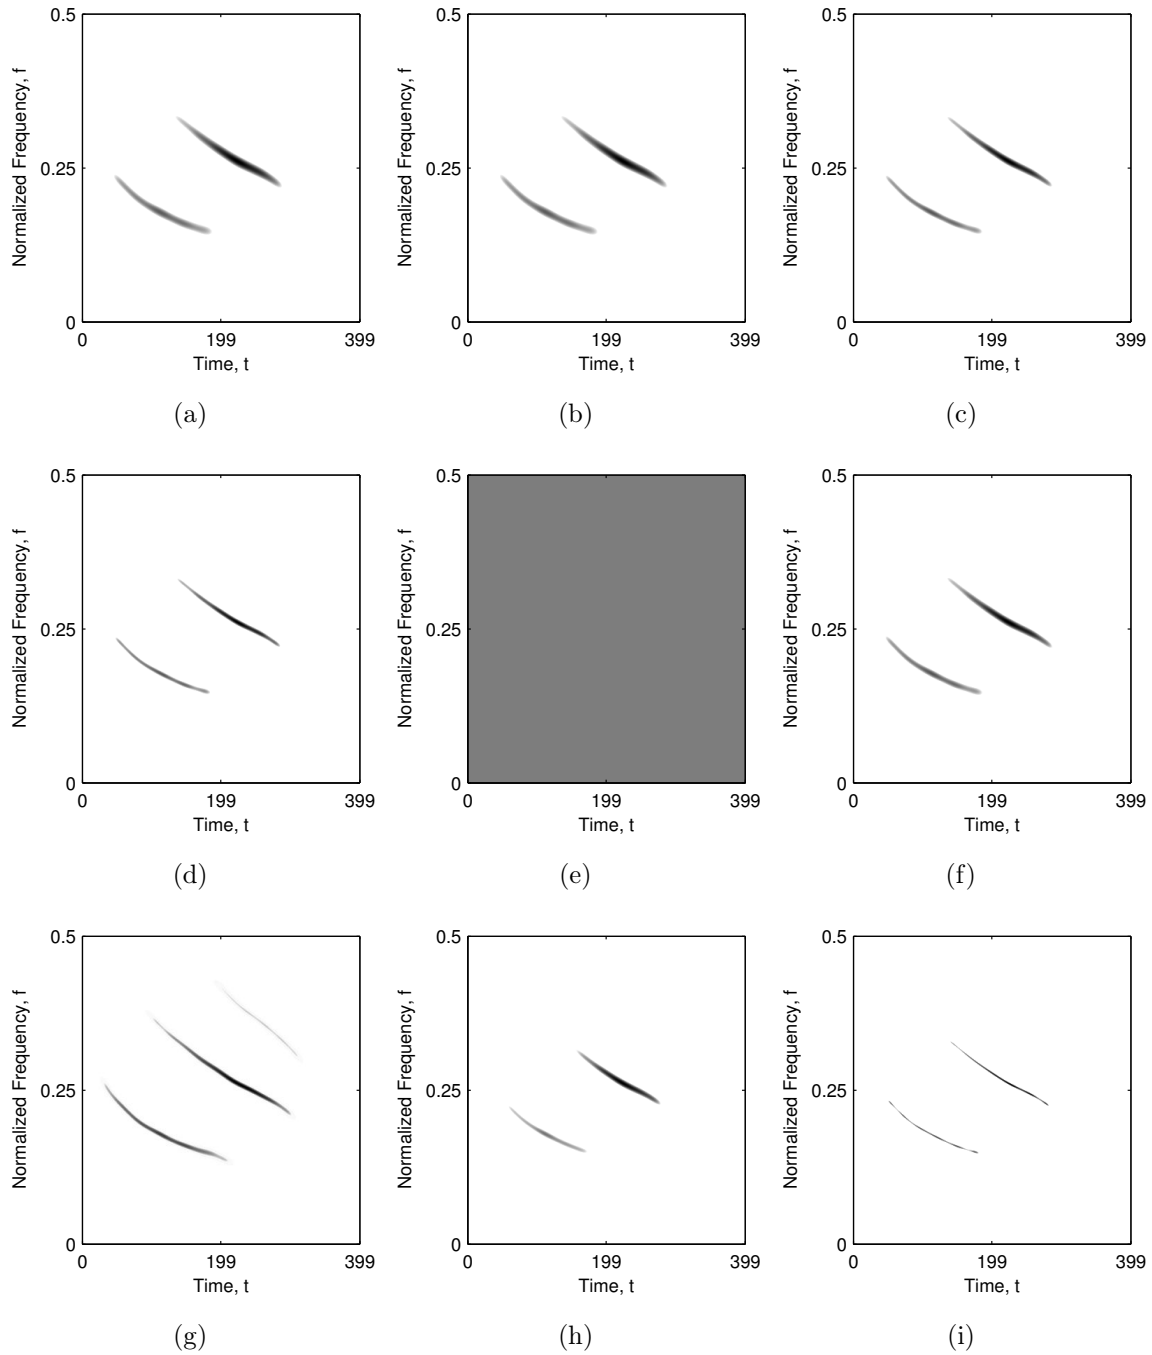 0.5 0.5 0.5
Normalized Frequency, f Normalized Frequency, f Normalized Frequency, f
0.25 0.25 0.25
0 0 0
0 199 399 0 199 399 0 199 399
Time, t Time, t Time, t
(a) (b) (c)
0.5 0.5 0.5
Normalized Frequency, f Normalized Frequency, f Normalized Frequency, f
0.25 0.25 0.25
0 0 0
0 199 399 0 199 399 0 199 399
Time, t Time, t Time, t
(d) (e) (f)
0.5 0.5 0.5
Normalized Frequency, f Normalized Frequency, f Normalized Frequency, f
0.25 0.25 0.25
0 0 0
0 199 399 0 199 399 0 199 399
Time, t Time, t Time, t
(g) (h) (i)